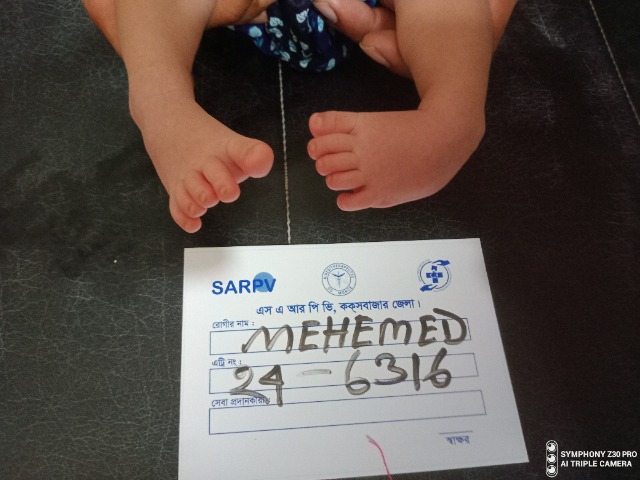 SARPV
এস এ আর পি ভি, কক্সবাজার জেলা।
রোগীর নাম :
MEHEMED
এন্ট্রি নং :
24-6316
সেবা প্রদানকারীঃ
স্বাক্ষর
SYMPHONY Z30 PRO
AI TRIPLE CAMERA